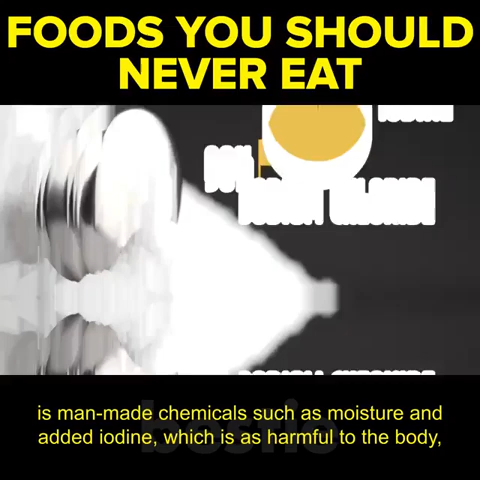 FOODS YOU SHOULD
NEVER EAT
SODIUM CHLORIDE
is man-made chemicals such as moisture and
added iodine, which is as harmful to the body,